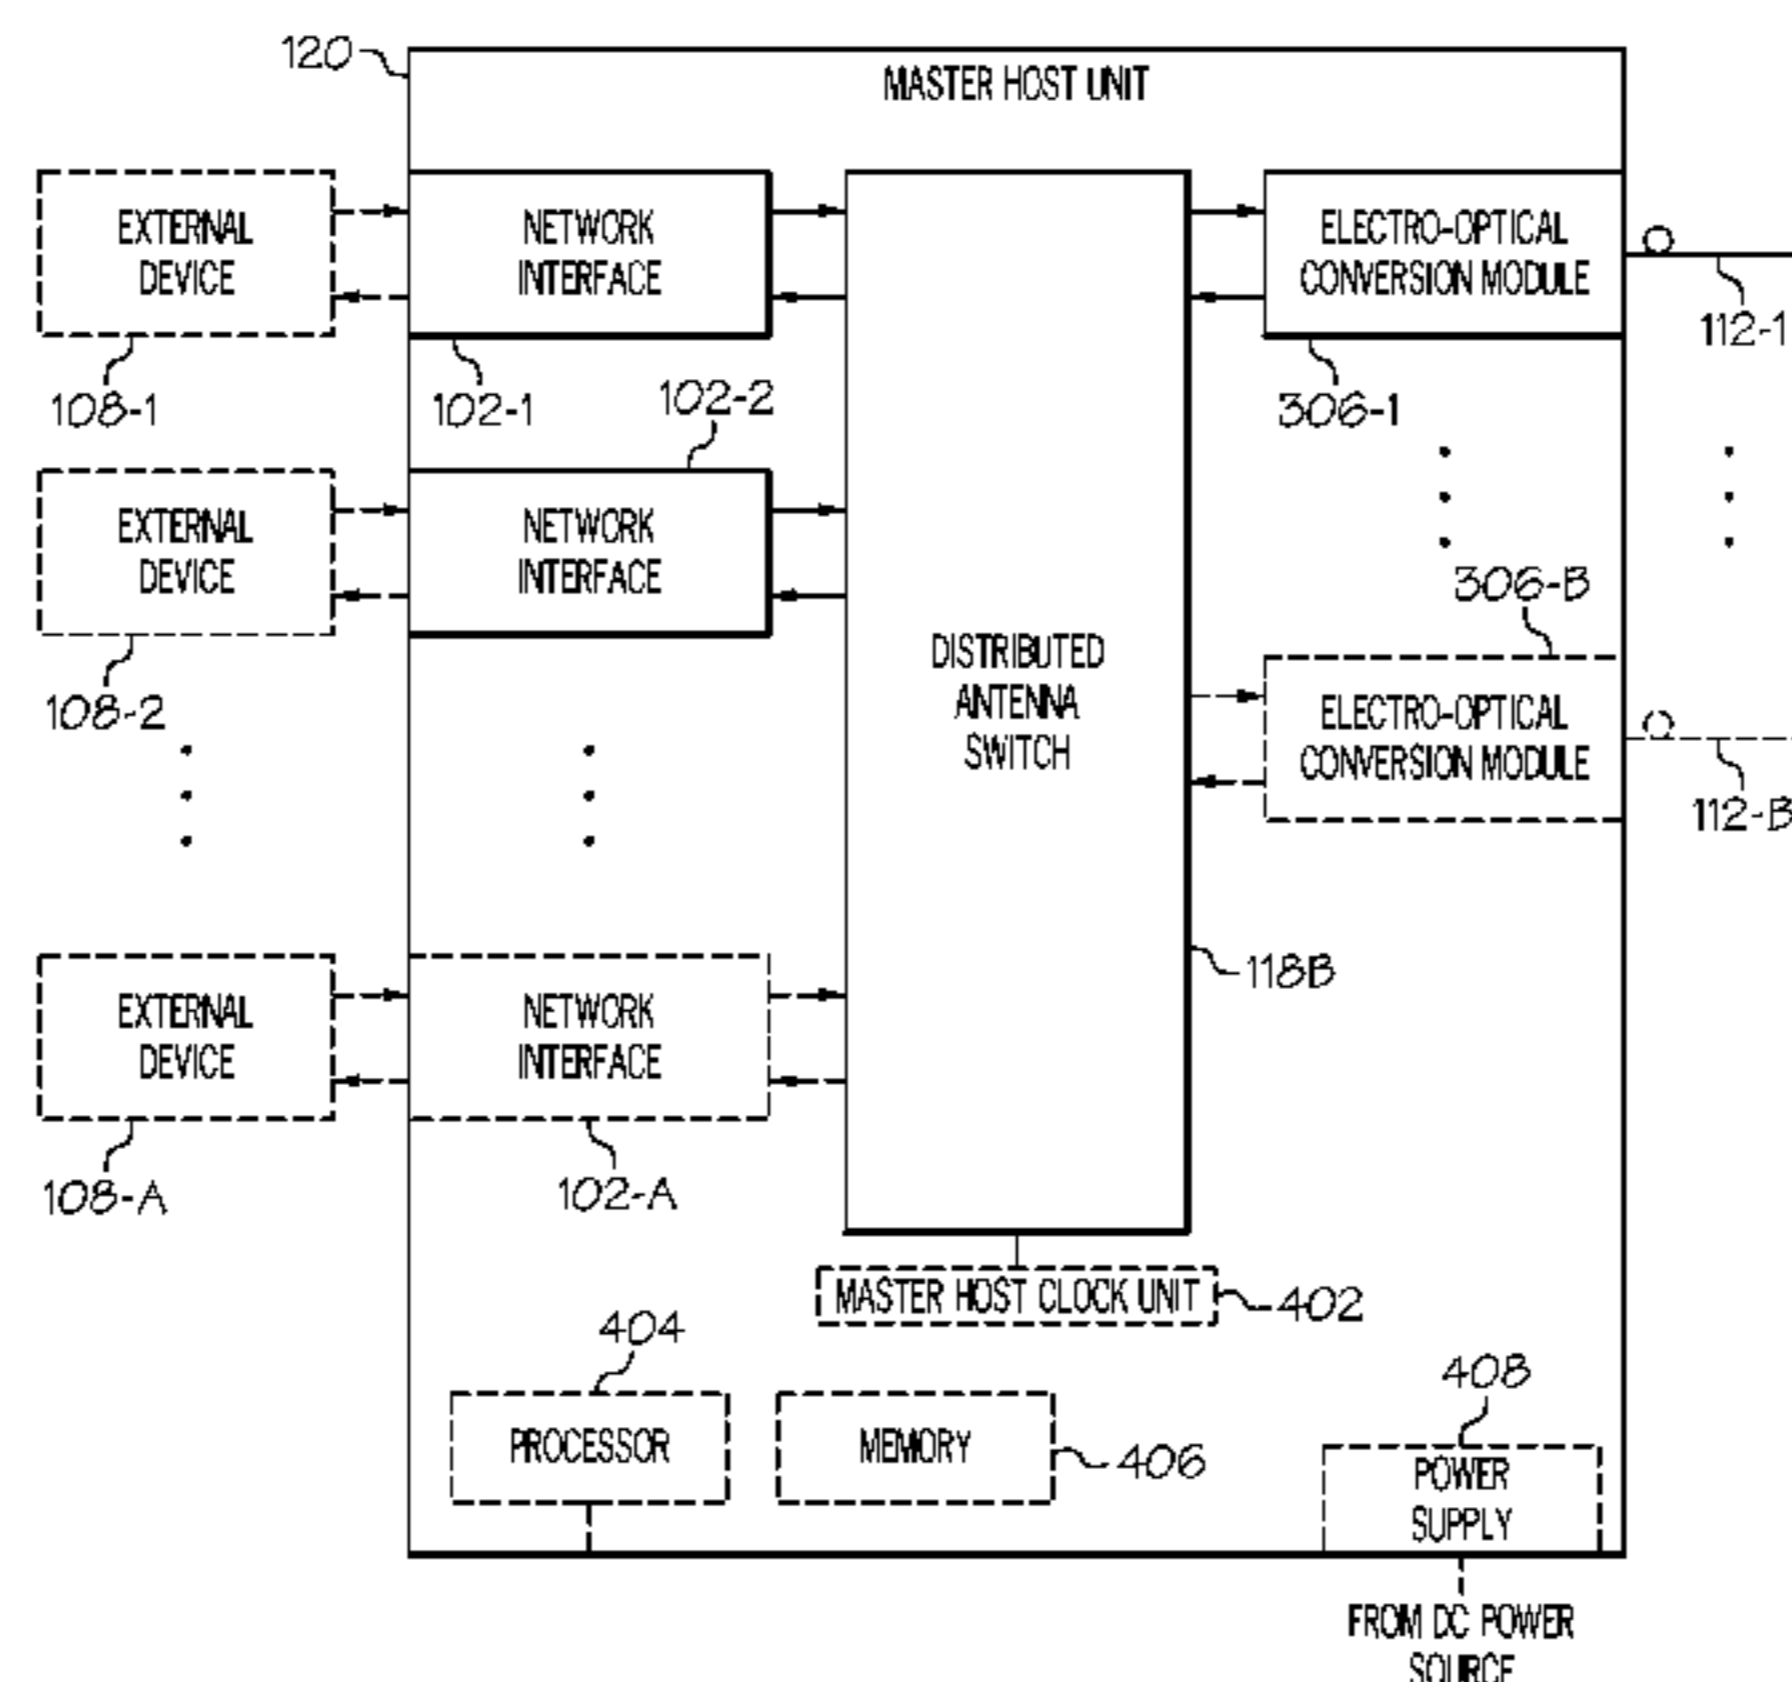 120
MASTER HOST UNIT
EXTERNAL
DEVICE
NETWORK
INTERFACE
ELECTRO-OPTICAL
CONVERSION MODULE
112-1
108-1
102-1
102-2
306-1
EXTERNAL
DEVICE
NETWORK
INTERFACE
306-B
108-2
DISTRIBUTED
ANTENNA
SWITCH
ELECTRO-OPTICAL
CONVERSION MODULE
112-B
118B
EXTERNAL
DEVICE
NETWORK
INTERFACE
108-A
102-A
MASTER HOST CLOCK UNIT
402
404
408
PROCESSOR
MEMORY
406
POWER
SUPPLY
FROM DC POWER
SOURCE